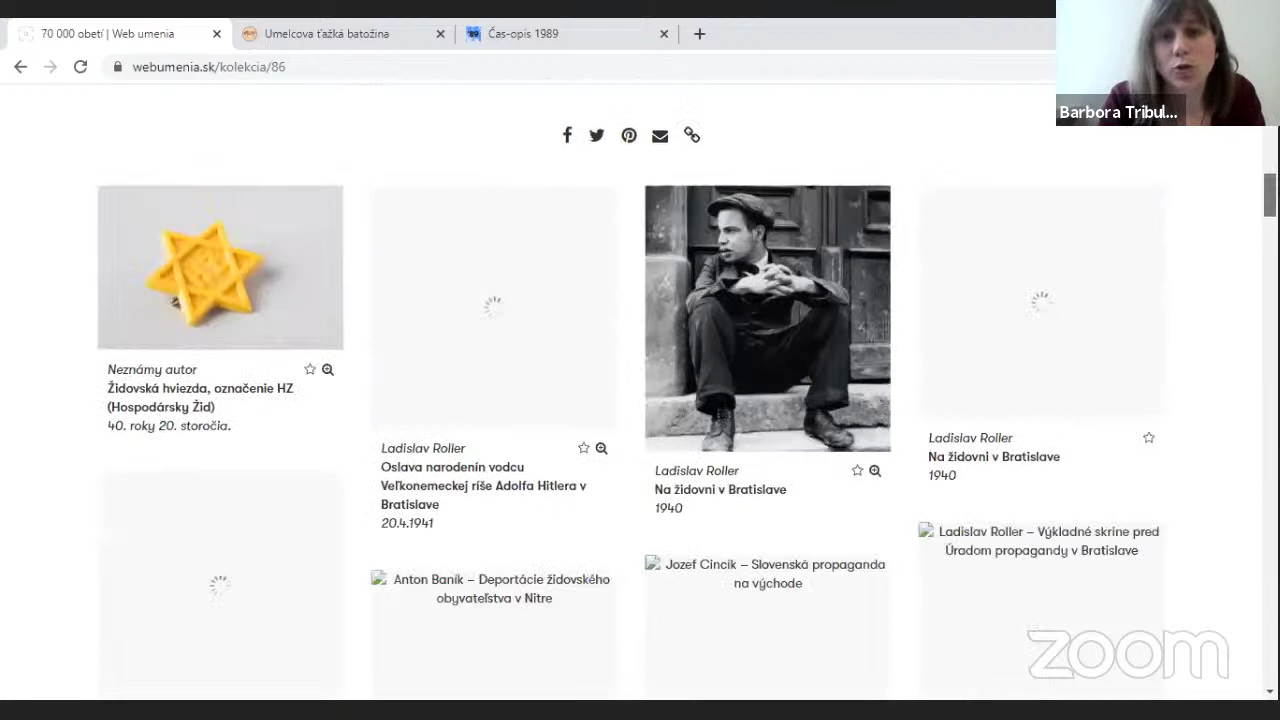 70 000 obetí | Web umenia
Umelcova ťažká batožina
Čas-opis 1989
webumenia.sk/kolekcia/86
Barbora Tribul...
Neznámy autor
Židovská hviezda, označenie HZ
(Hospodársky Žid)
40. roky 20. storočia.
Ladislav Roller
Oslava narodenín vodcu
Veľkonemeckej ríše Adolfa Hitlera v
Bratislave
20.4.1941
Ladislav Roller
Na židovni v Bratislave
1940
Ladislav Roller
Na židovni v Bratislave
1940
Anton Baník – Deportácie židovského
obyvateľstva v Nitre
Jozef Cincík – Slovenská propaganda
na východe
Ladislav Roller – Výkladné skrine pred
Úradom propagandy v Bratislave
zoom